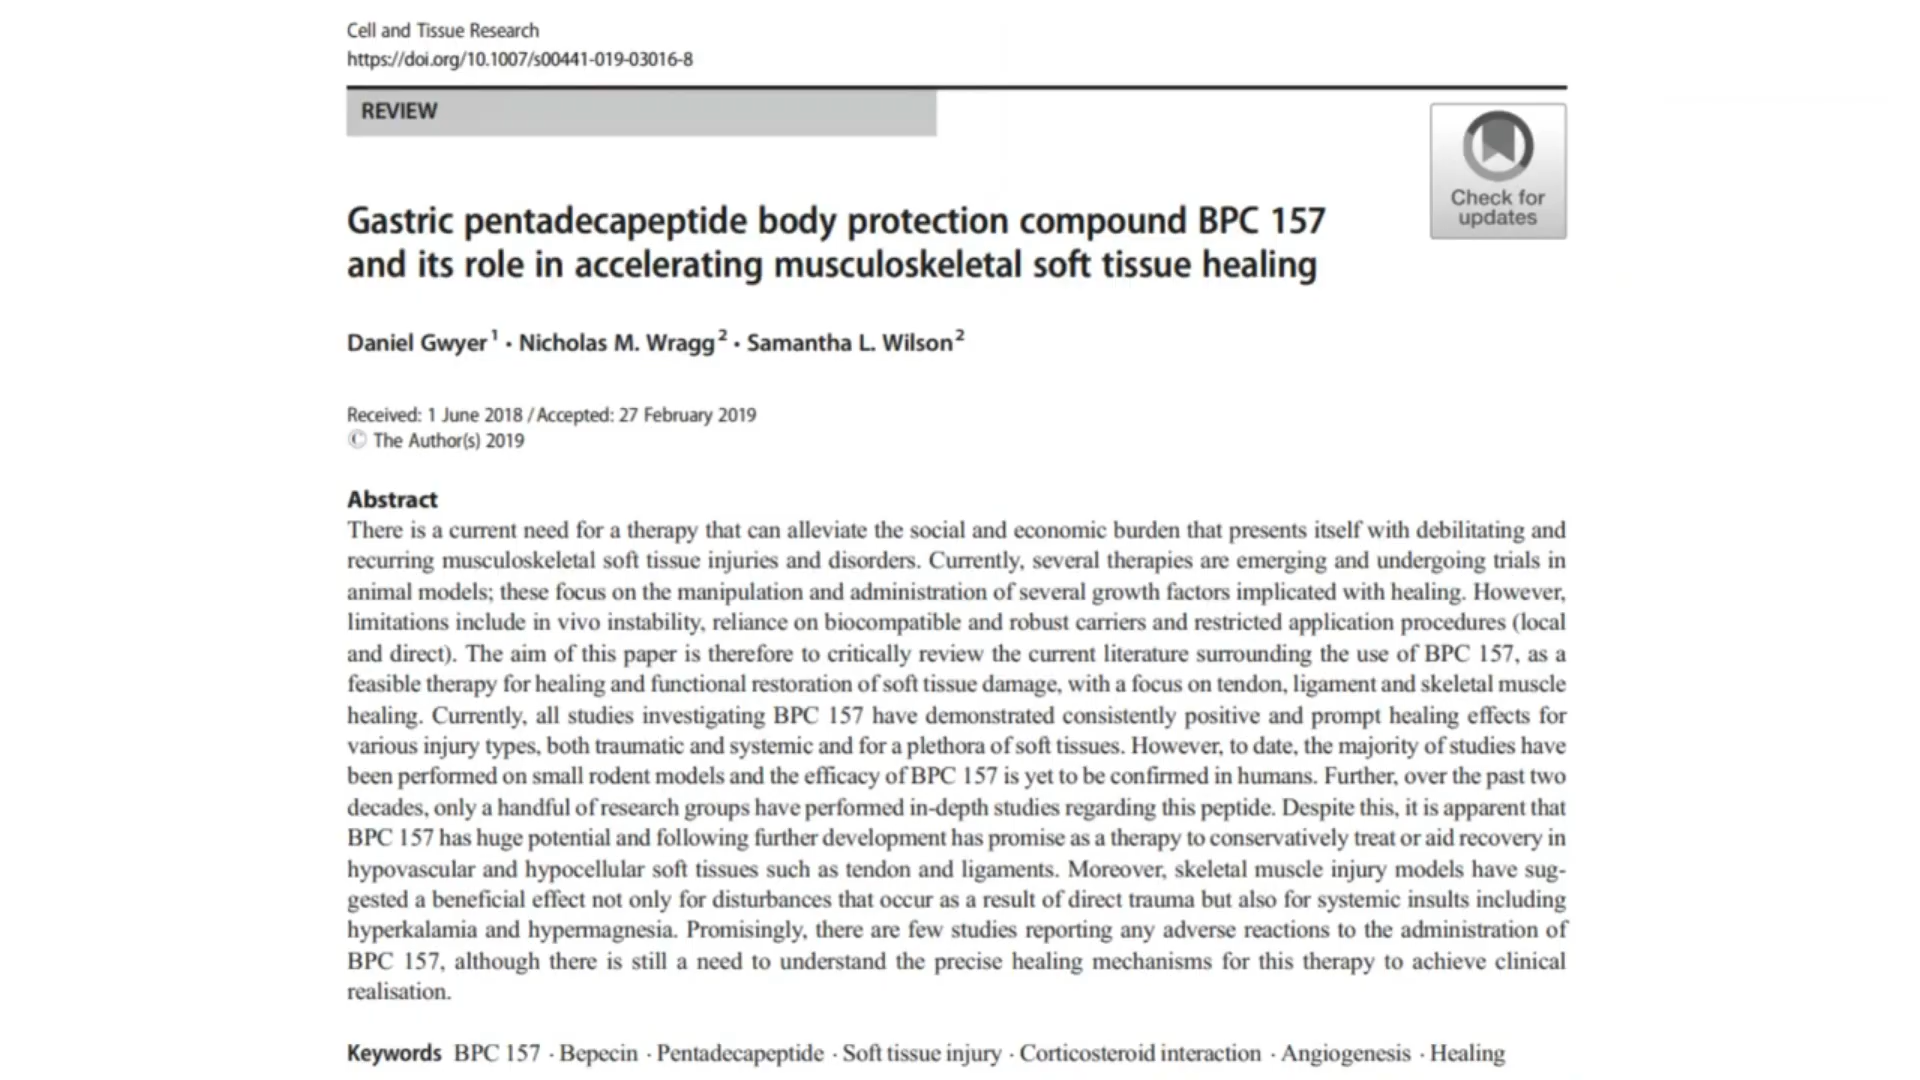 Cell and Tissue Research
https://doi.org/10.1007/s00441-019-03016-8
REVIEW
Check for
updates
Gastric pentadecapeptide body protection compound BPC 157
and its role in accelerating musculoskeletal soft tissue healing
Daniel Gwyer 1 · Nicholas M. Wragg 2 · Samantha L. Wilson 2
Received: 1 June 2018 / Accepted: 27 February 2019
© The Author(s) 2019
Abstract
There is a current need for a therapy that can alleviate the social and economic burden that presents itself with debilitating and
recurring musculoskeletal soft tissue injuries and disorders. Currently, several therapies are emerging and undergoing trials in
animal models; these focus on the manipulation and administration of several growth factors implicated with healing. However,
limitations include in vivo instability, reliance on biocompatible and robust carriers and restricted application procedures (local
and direct). The aim of this paper is therefore to critically review the current literature surrounding the use of BPC 157, as a
feasible therapy for healing and functional restoration of soft tissue damage, with a focus on tendon, ligament and skeletal muscle
healing. Currently, all studies investigating BPC 157 have demonstrated consistently positive and prompt healing effects for
various injury types, both traumatic and systemic and for a plethora of soft tissues. However, to date, the majority of studies have
been performed on small rodent models and the efficacy of BPC 157 is yet to be confirmed in humans. Further, over the past two
decades, only a handful of research groups have performed in-depth studies regarding this peptide. Despite this, it is apparent that
BPC 157 has huge potential and following further development has promise as a therapy to conservatively treat or aid recovery in
hypovascular and hypocellular soft tissues such as tendon and ligaments. Moreover, skeletal muscle injury models have sug-
gested a beneficial effect not only for disturbances that occur as a result of direct trauma but also for systemic insults including
hyperkalamia and hypermagnesia. Promisingly, there are few studies reporting any adverse reactions to the administration of
BPC 157, although there is still a need to understand the precise healing mechanisms for this therapy to achieve clinical
realisation.
Keywords BPC 157 · Bepecin · Pentadecapeptide · Soft tissue injury · Corticosteroid interaction · Angiogenesis · Healing